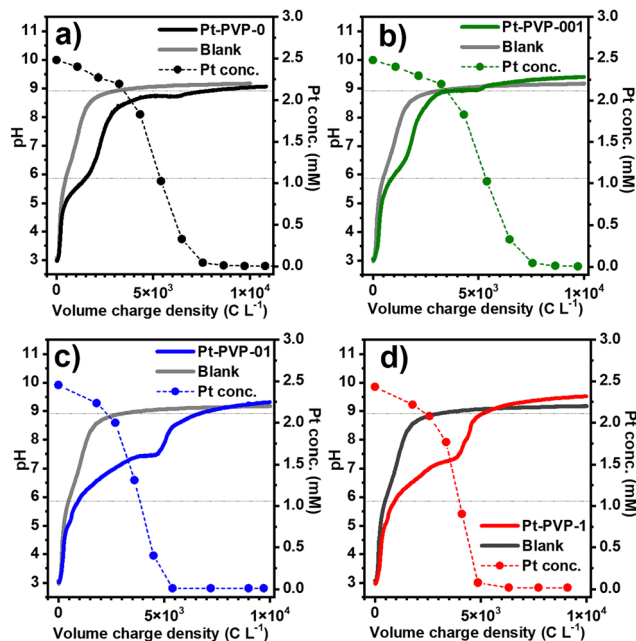 a)
Pt-PVP-0
Blank
Pt conc.
pH
11
10
9
8
7
6
5
4
3
3.0
2.5
2.0
1.5
1.0
0.5
0.0
Pt conc. (mM)
0
5×10³
1×10⁴
Volume charge density (C L⁻¹)
b)
Pt-PVP-001
Blank
Pt conc.
pH
11
10
9
8
7
6
5
4
3
3.0
2.5
2.0
1.5
1.0
0.5
0.0
Pt conc. (mM)
0
5×10³
1×10⁴
Volume charge density (C L⁻¹)
c)
Pt-PVP-01
Blank
Pt conc.
pH
11
10
9
8
7
6
5
4
3
3.0
2.5
2.0
1.5
1.0
0.5
0.0
Pt conc. (mM)
0
5×10³
1×10⁴
Volume charge density (C L⁻¹)
d)
Pt-PVP-1
Blank
Pt conc.
pH
11
10
9
8
7
6
5
4
3
3.0
2.5
2.0
1.5
1.0
0.5
0.0
Pt conc. (mM)
0
5×10³
1×10⁴
Volume charge density (C L⁻¹)